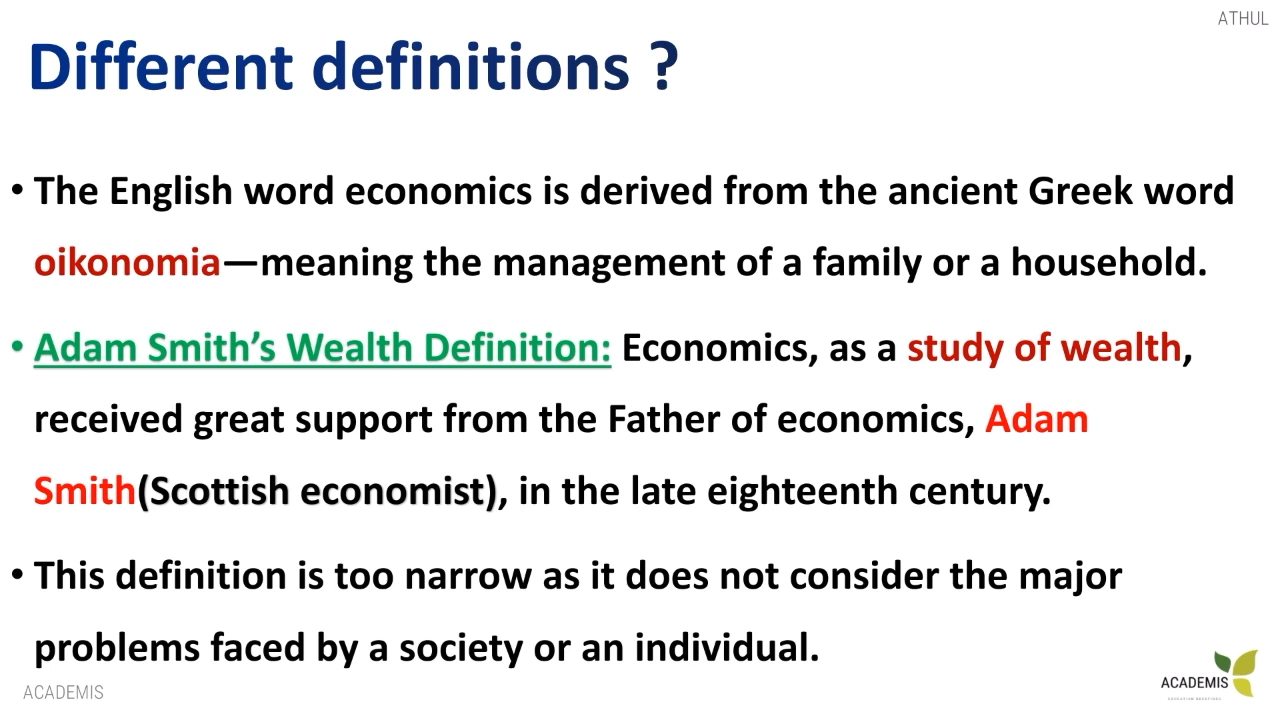 ATHUL
Different definitions ?
• The English word economics is derived from the ancient Greek word
oikonomia—meaning the management of a family or a household.
• Adam Smith’s Wealth Definition: Economics, as a study of wealth,
received great support from the Father of economics, Adam
Smith(Scottish economist), in the late eighteenth century.
• This definition is too narrow as it does not consider the major
problems faced by a society or an individual.
ACADEMIS
ACADEMIS